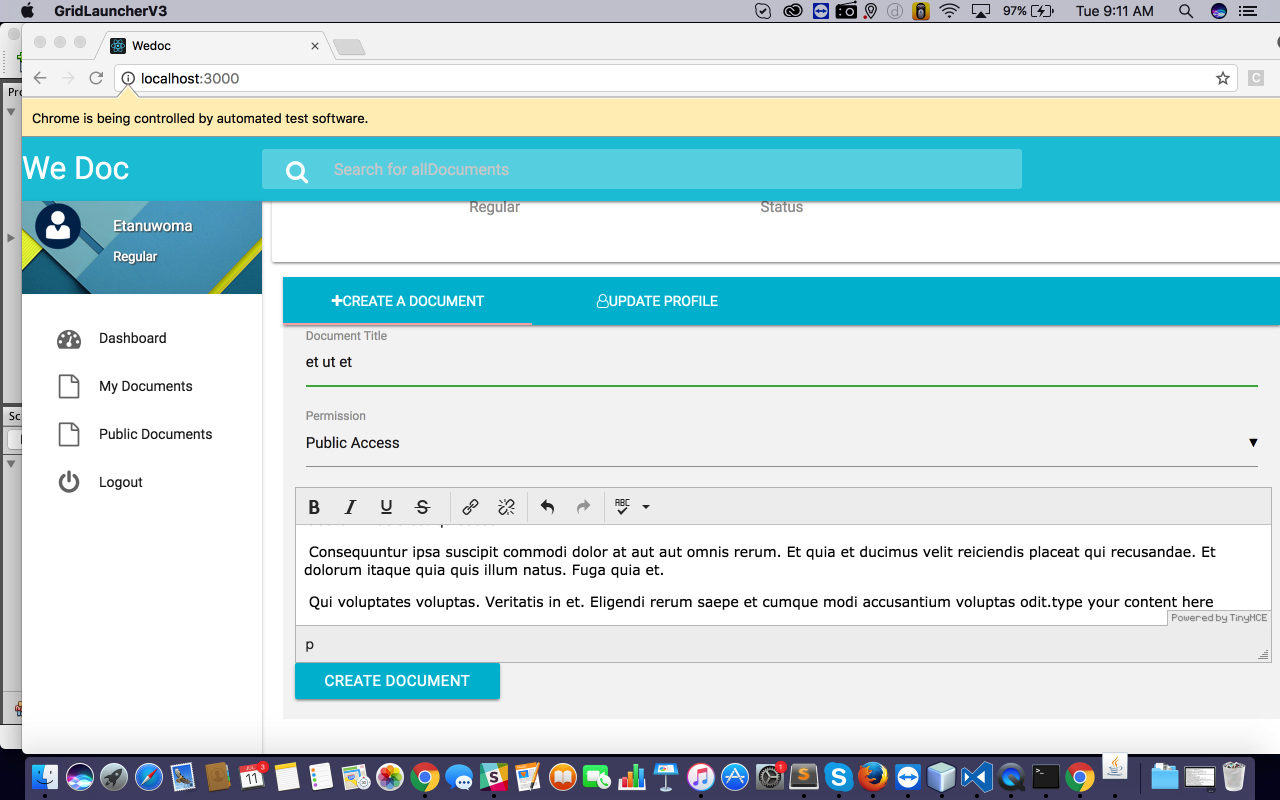 GridLauncherV3
97%
Tue 9:11 AM
Wedoc
localhost:3000
C
Chrome is being controlled by automated test software.
We Doc
Search for allDocuments
Etanuwoma
Regular
Regular
Status
CREATE A DOCUMENT
UPDATE PROFILE
Document Title
et ut et
Dashboard
My Documents
Public Documents
Logout
Permission
Public Access
B I U S
ABC
Consequuntur ipsa suscipit commodi dolor at aut aut omnis rerum. Et quia et ducimus velit reiciendis placeat qui recusandae. Et
dolorum itaque quia quis illum natus. Fuga quia et.
Qui voluptates voluptas. Veritatis in et. Eligendi rerum saepe et cumque modi accusantium voluptas odit.type your content here
Powered by TinyMCE
p
CREATE DOCUMENT
11
3
1